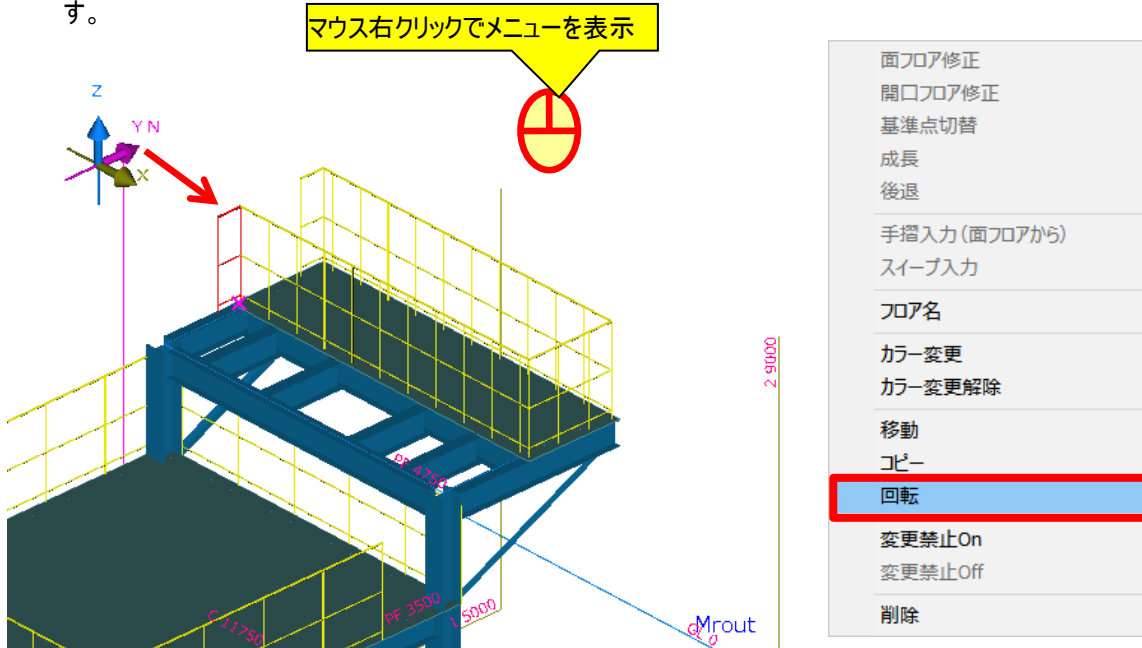 す。
マウス右クリックでメニューを表示
Z
Y N
X
2 9000
PF 4750
PF 3500
L 5000
C 11750
GL 0
Mrout
面フロア修正
開口フロア修正
基準点切替
成長
後退
手摺入力(面フロアから)
スイープ入力
フロア名
カラー変更
カラー変更解除
移動
コピー
回転
変更禁止On
変更禁止Off
削除